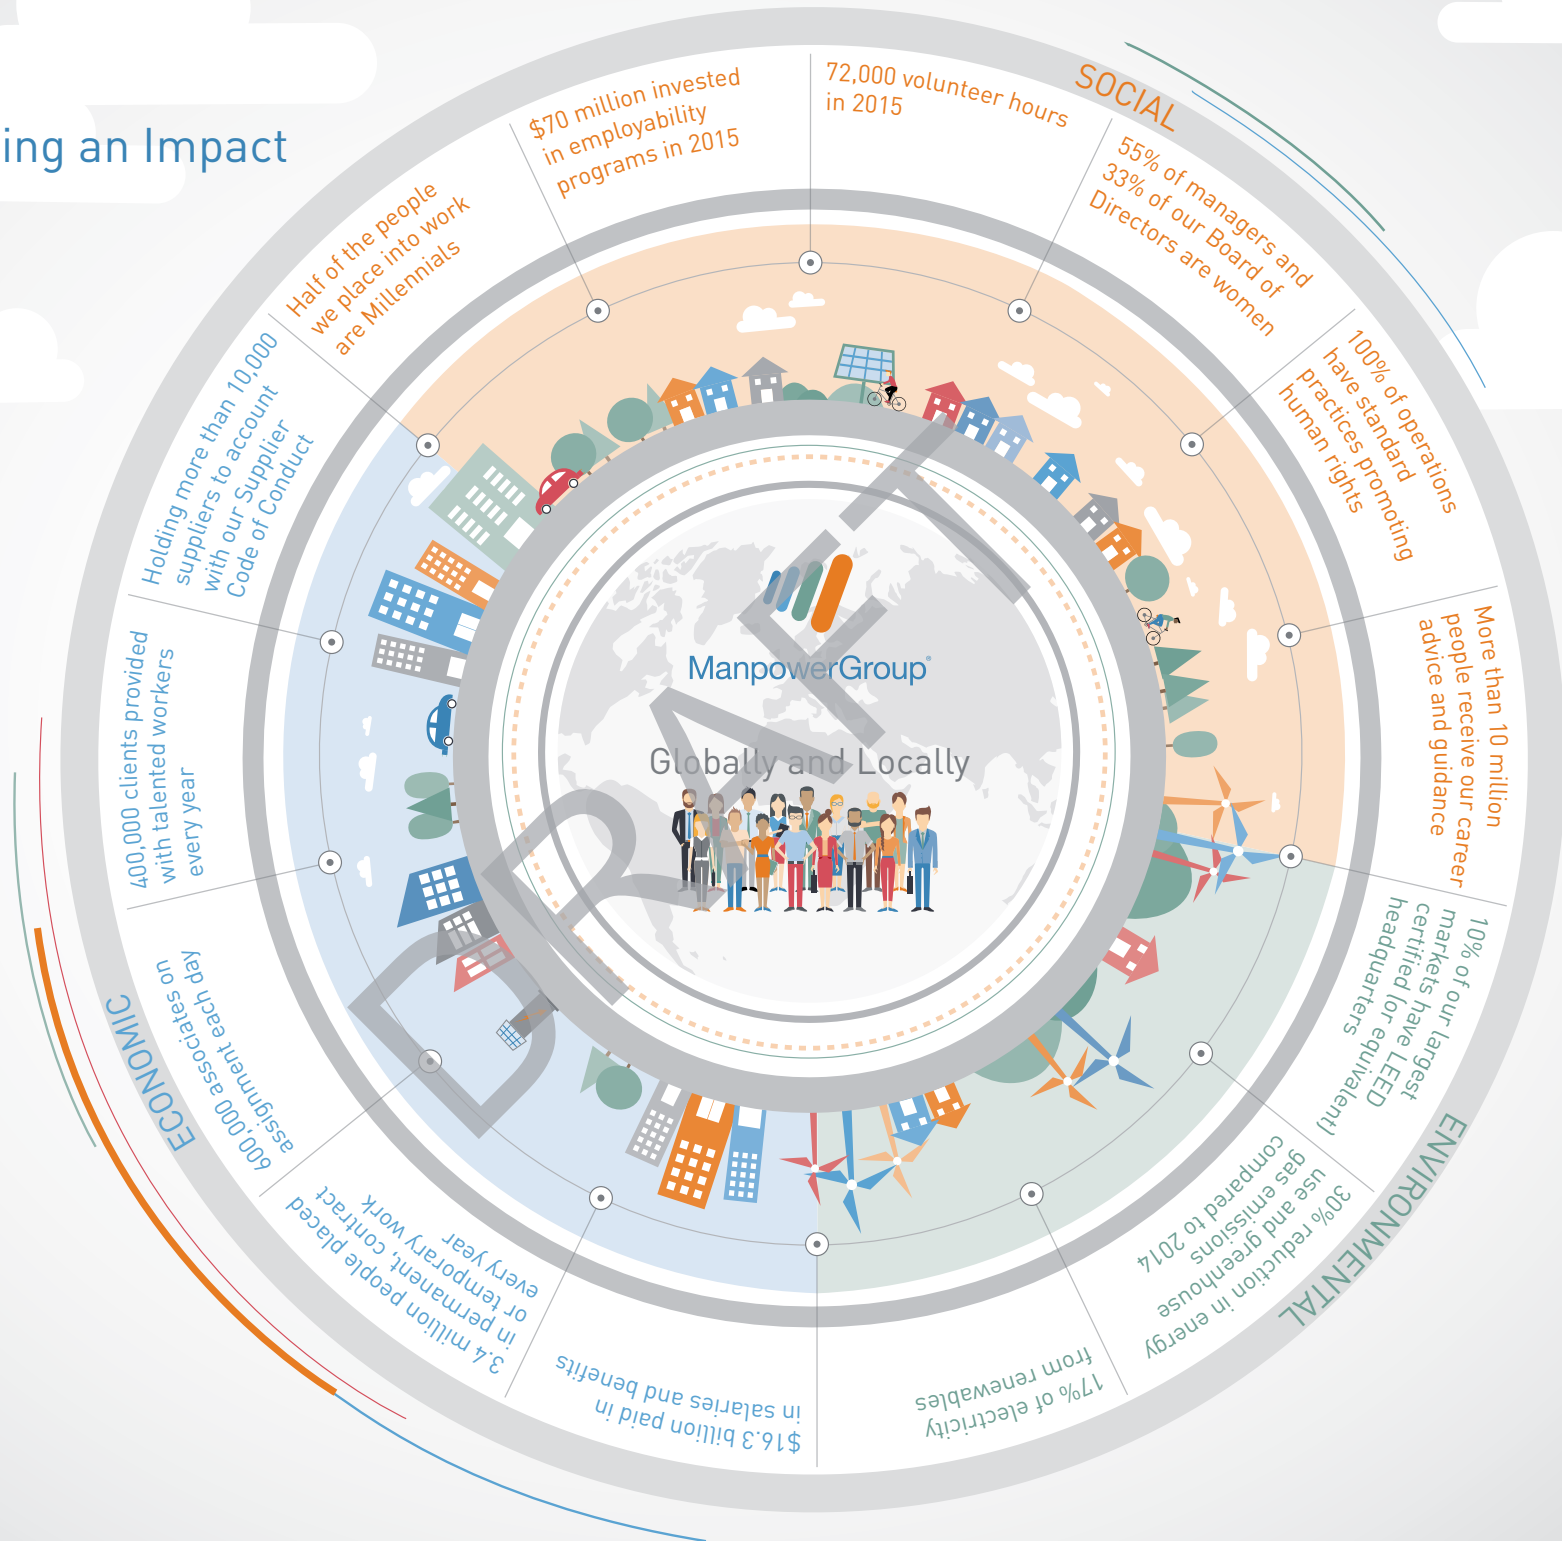 ing an Impact
SOCIAL
72,000 volunteer hours
in 2015
55% of managers and
33% of our Board of
Directors are women
100% of operations
have standard
practices promoting
human rights
More than 10 million
people receive our career
advice and guidance
ENVIRONMENTAL
10% of our largest
markets have LEED
certified (or equivalent)
headquarters
30% reduction in energy
use and greenhouse
gas emissions
compared to 2014
17% of electricity
from renewables
ECONOMIC
$16.3 billion paid in
in salaries and benefits
3.4 million people placed
in permanent, contract,
or temporary work
every year
600,000 associates on
assignment each day
400,000 clients provided
with talented workers
every year
Holding more than 10,000
suppliers to account
with our Supplier
Code of Conduct
Half of the people
we place into work
are Millennials
$70 million invested
in employability
programs in 2015
ManpowerGroup®
Globally and Locally
DRAFT